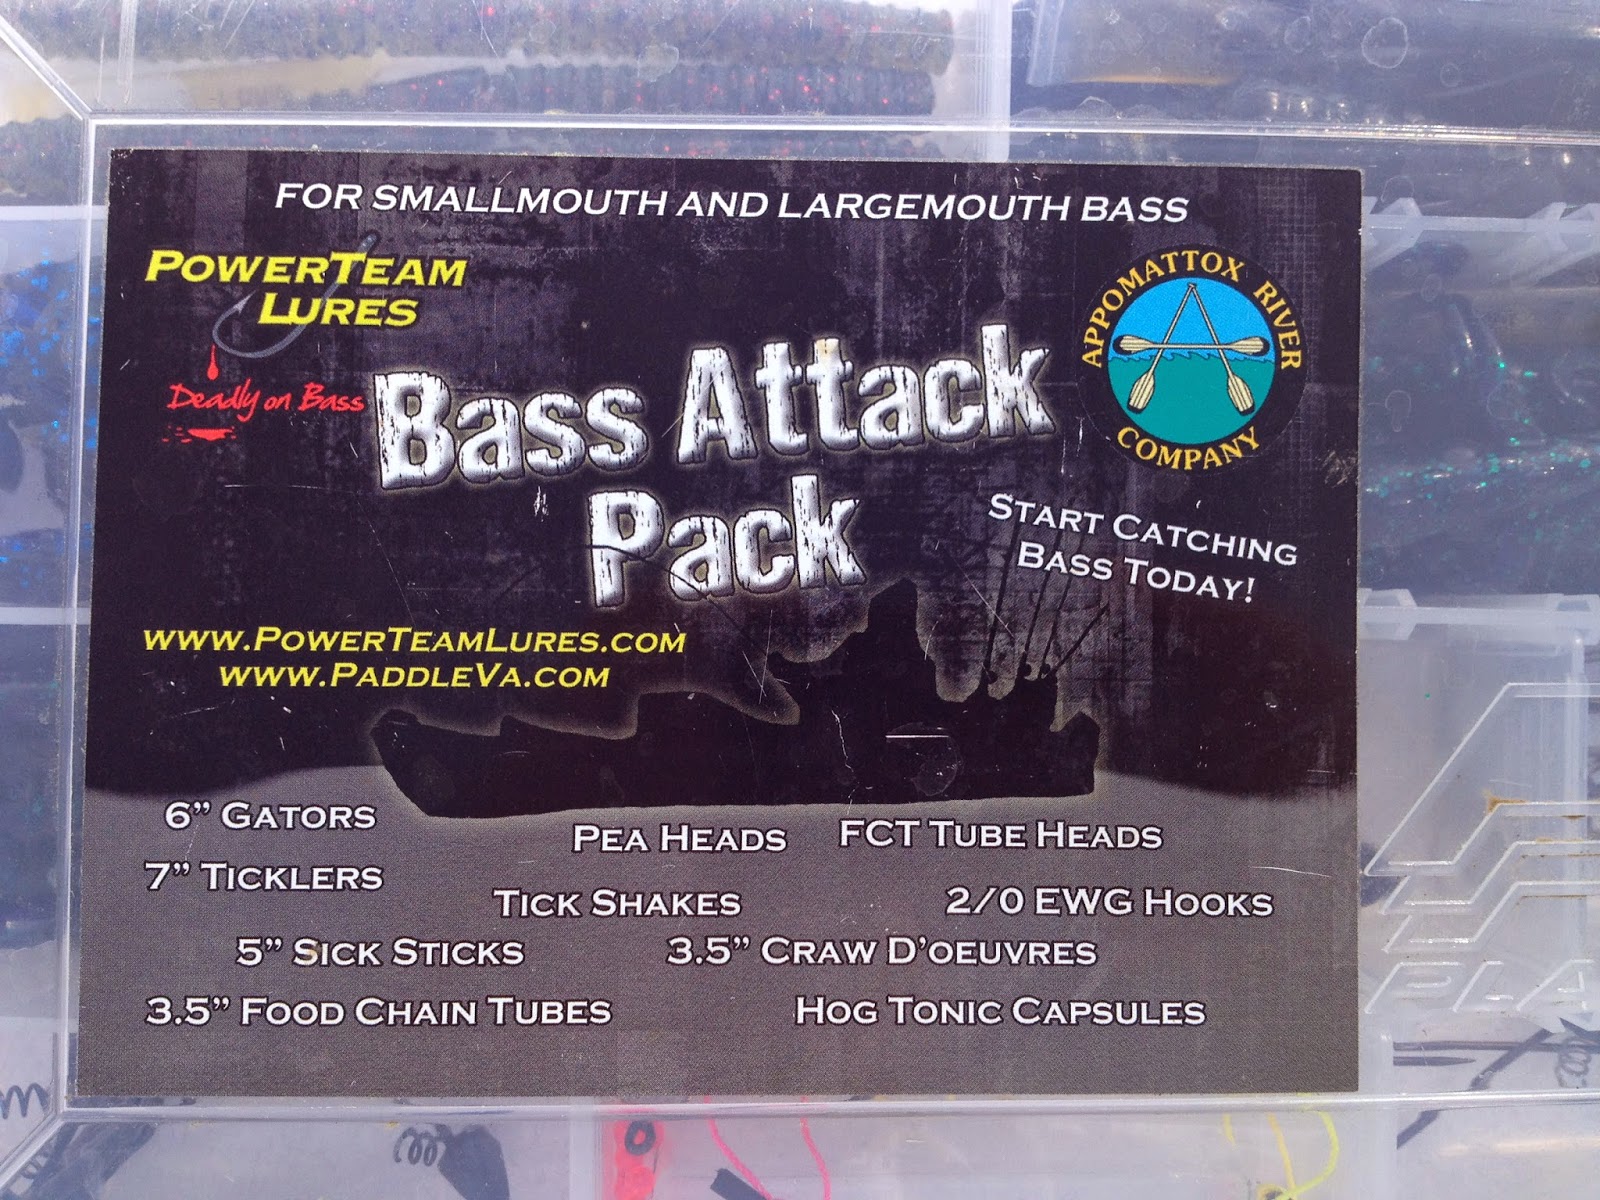 FOR SMALLMOUTH AND LARGEMOUTH BASS
POWERTEAM
LURES
Deadly on Bass
APPOMATTOX RIVER
COMPANY
Bass Attack
Pack
START CATCHING
BASS TODAY!
WWW.POWERTEAMLURES.COM
WWW.PADDLEVA.COM
6” GATORS
PEA HEADS
FCT TUBE HEADS
7” TICKLERS
TICK SHAKES
2/0 EWG HOOKS
5” SICK STICKS
3.5” CRAW D’OEUVRES
3.5” FOOD CHAIN TUBES
HOG TONIC CAPSULES
PLA